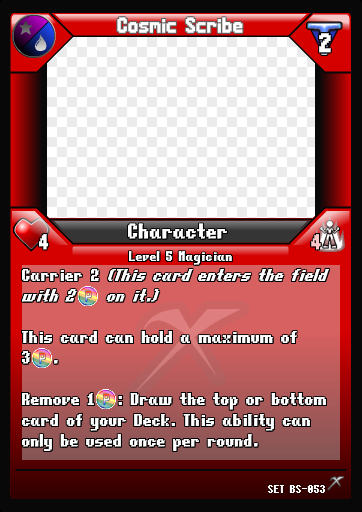 Cosmic Scribe
2
Character
4
4
Level 5 Magician
Carrier 2 (This card enters the field
with 2 P on it.)
This card can hold a maximum of
3 P.
Remove 1 P: Draw the top or bottom
card of your Deck. This ability can
only be used once per round.
SET BS-053